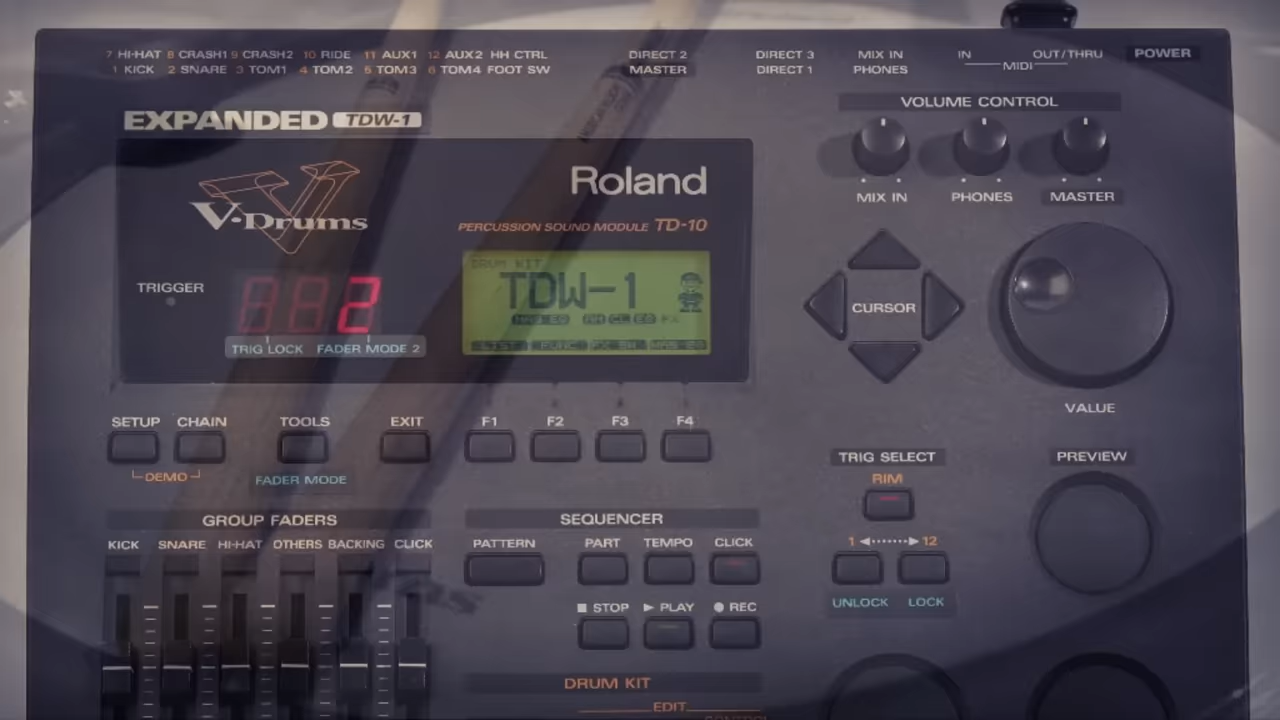 7 HI-HAT 8 CRASH1 9 CRASH2 10 RIDE 11 AUX1 12 AUX2 HH CTRL
1 KICK 2 SNARE 3 TOM1 4 TOM2 5 TOM3 6 TOM4 FOOT SW
DIRECT 2
MASTER
DIRECT 3
DIRECT 1
MIX IN
PHONES
IN OUT/THRU
MIDI
POWER
EXPANDED TDW-1
VOLUME CONTROL
MIX IN PHONES MASTER
V-Drums
Roland
PERCUSSION SOUND MODULE TD-10
DRUM KIT
TDW-1
TRIGGER
2
TRIG LOCK FADER MODE 2
CURSOR
VALUE
SETUP CHAIN TOOLS EXIT F1 F2 F3 F4
DEMO
FADER MODE
TRIG SELECT
RIM
PREVIEW
1 12
UNLOCK LOCK
GROUP FADERS
KICK SNARE HI-HAT OTHERS BACKING CLICK
SEQUENCER
PATTERN PART TEMPO CLICK
■ STOP ► PLAY ● REC
DRUM KIT
EDIT
CONTROL